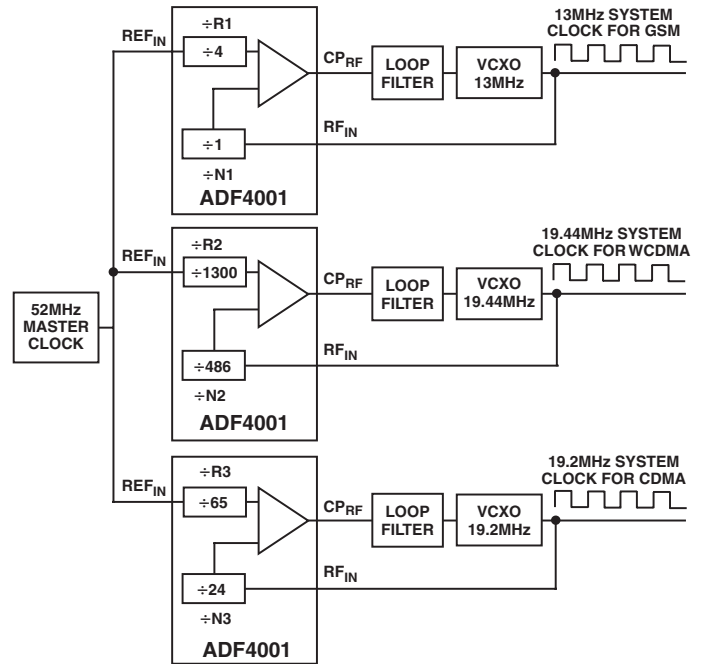 ÷R1
REFIN
÷4
÷1
÷N1
ADF4001
CPRF
LOOP
FILTER
VCXO
13MHz
RFIN
13MHz SYSTEM
CLOCK FOR GSM
52MHz
MASTER
CLOCK
÷R2
REFIN
÷1300
÷486
÷N2
ADF4001
CPRF
LOOP
FILTER
VCXO
19.44MHz
RFIN
19.44MHz SYSTEM
CLOCK FOR WCDMA
÷R3
REFIN
÷65
÷24
÷N3
ADF4001
CPRF
LOOP
FILTER
VCXO
19.2MHz
RFIN
19.2MHz SYSTEM
CLOCK FOR CDMA